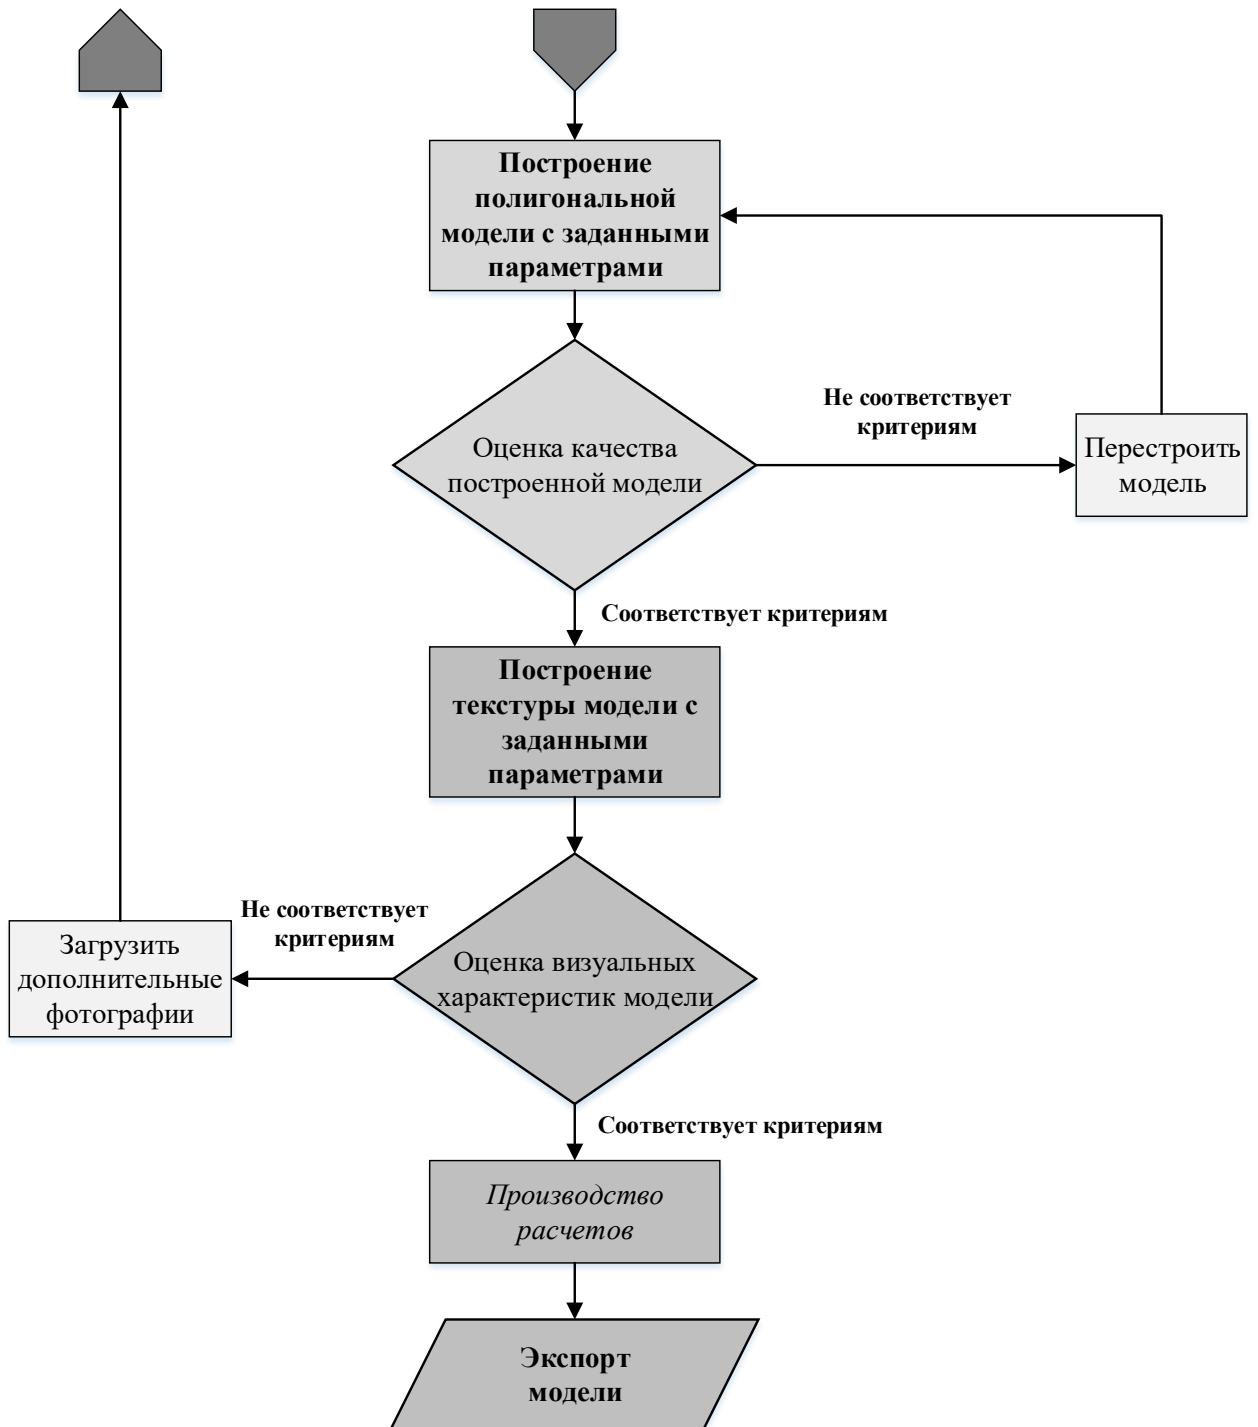 Построение
полигональной
модели с заданными
параметрами
Не соответствует
критериям
Оценка качества
построенной модели
Перестроить
модель
Соответствует критериям
Построение
текстуры модели с
заданными
параметрами
Не соответствует
критериям
Загрузить
дополнительные
фотографии
Оценка визуальных
характеристик модели
Соответствует критериям
Производство
расчетов
Экспорт
модели